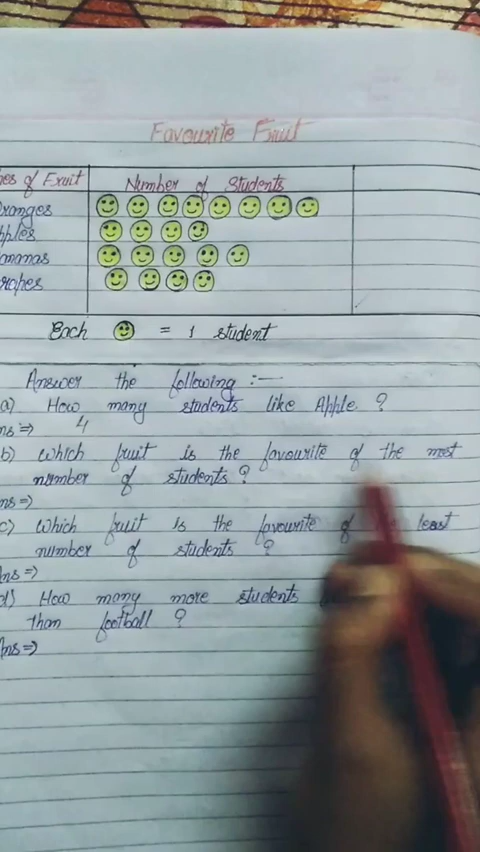 Favourite Fruit
es of Fruit Number of Students
ranges
pples
ananas
rapes
Each = 1 student
Answer the following :—
a) How many students like Apple ?
ns ⇒ 4
b) Which fruit is the favourite of the most
number of students ?
ns ⇒
c) Which fruit is the favourite of least
number of students ?
ns ⇒
d) How many more students
than football ?
ns ⇒